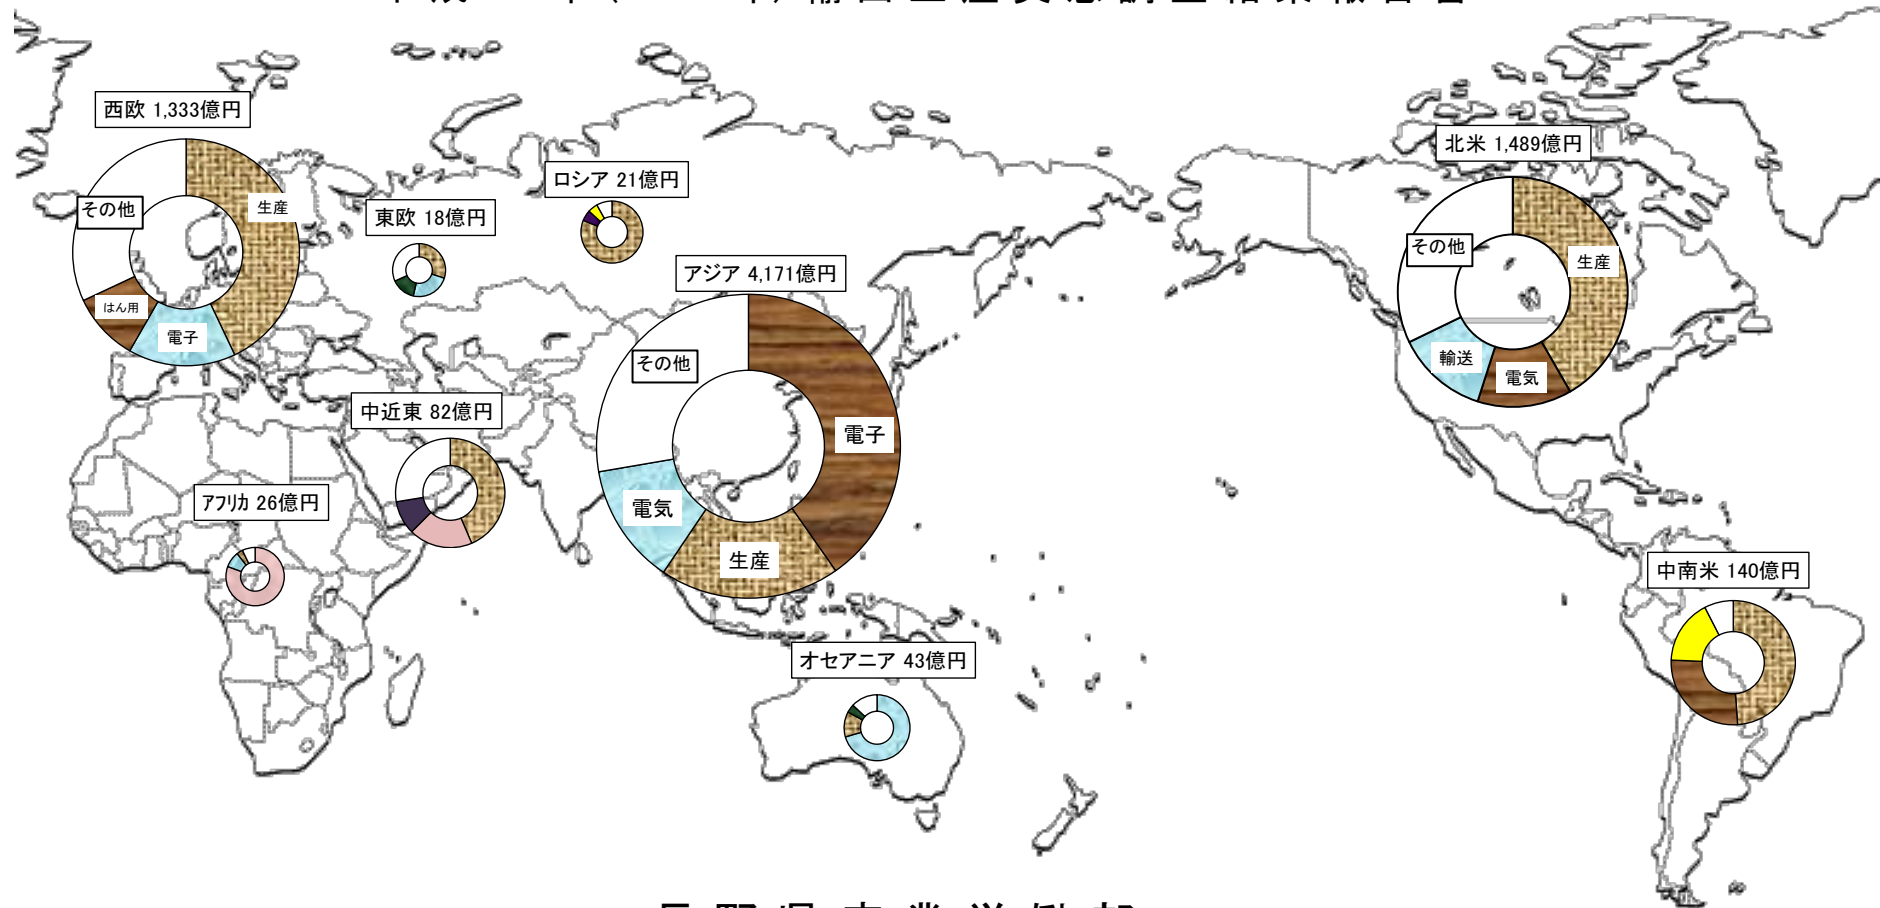 西欧 1,333億円
その他
生産
はん用
電子
東欧 18億円
ロシア 21億円
アジア 4,171億円
その他
電子
電気
生産
中近東 82億円
アフリカ 26億円
オセアニア 43億円
北米 1,489億円
その他
生産
輸送
電気
中南米 140億円